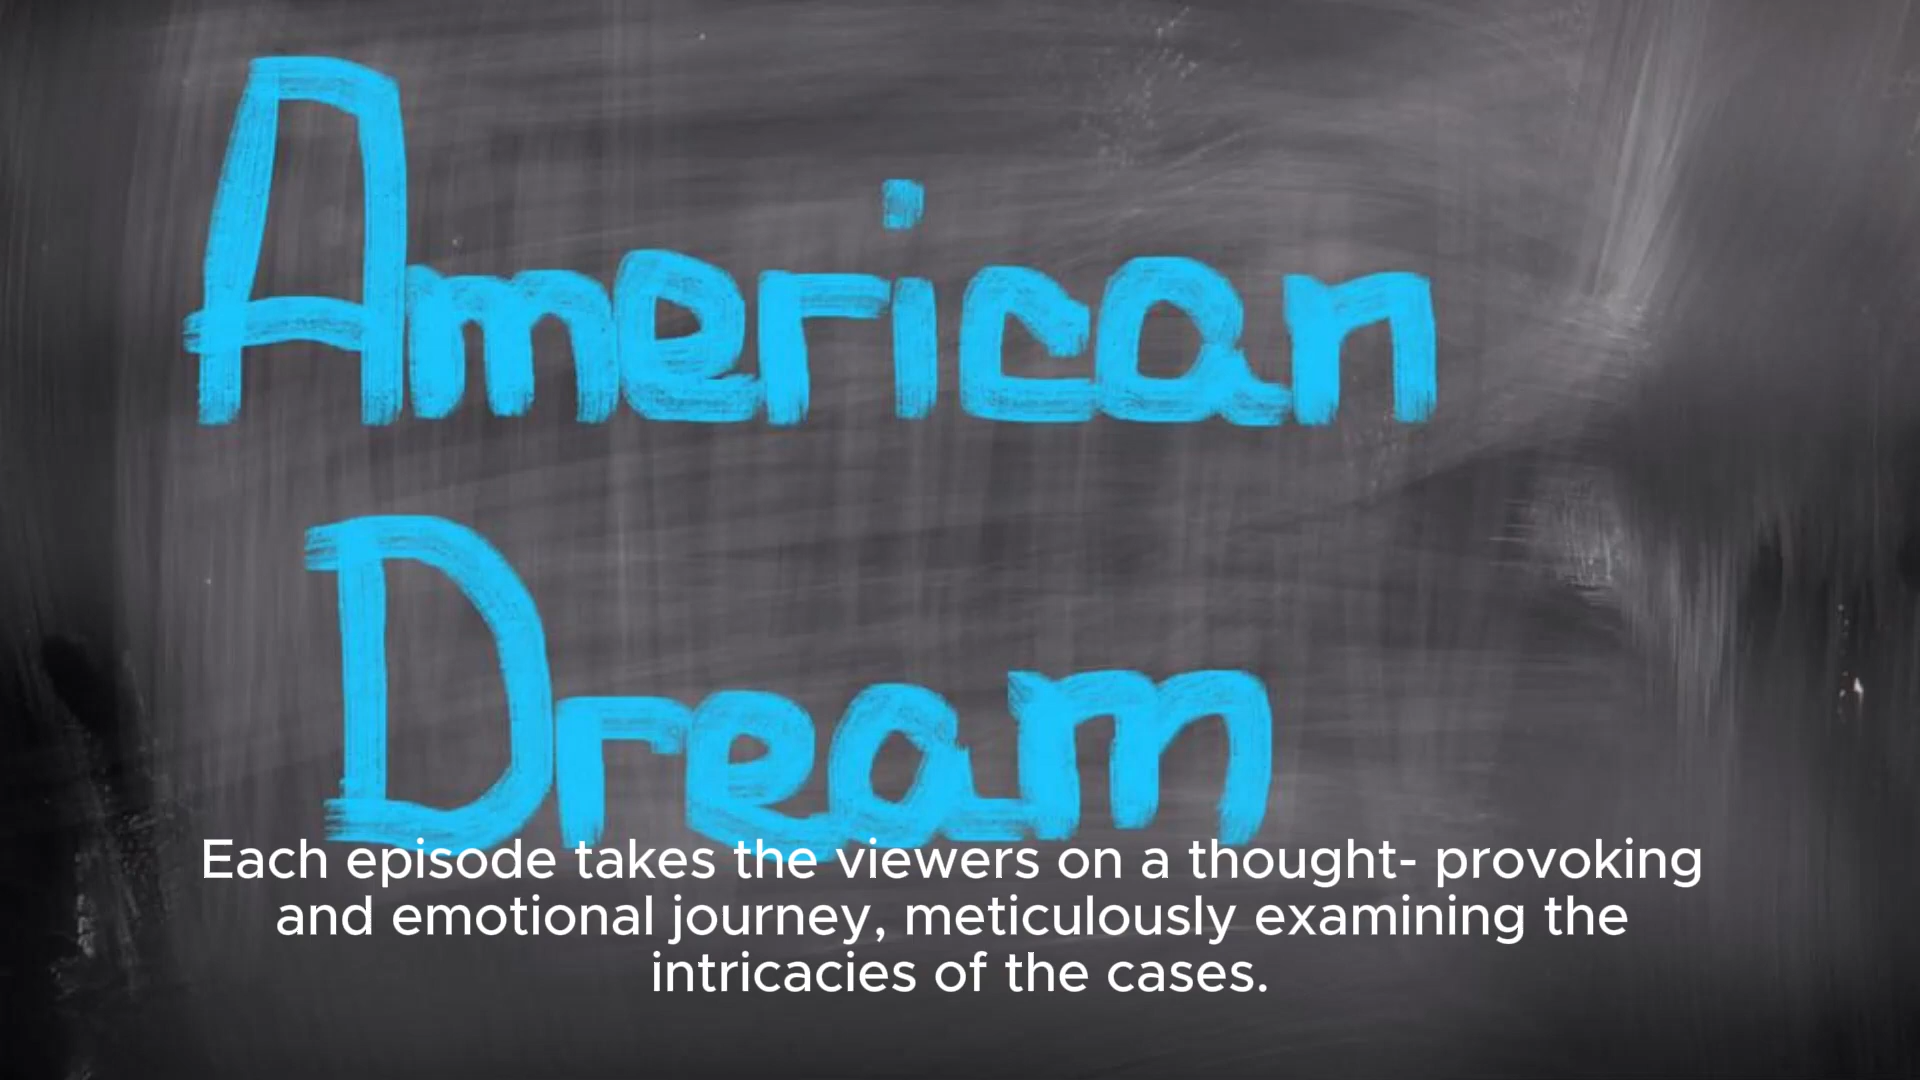 American
Dream
Each episode takes the viewers on a thought- provoking
and emotional journey, meticulously examining the
intricacies of the cases.